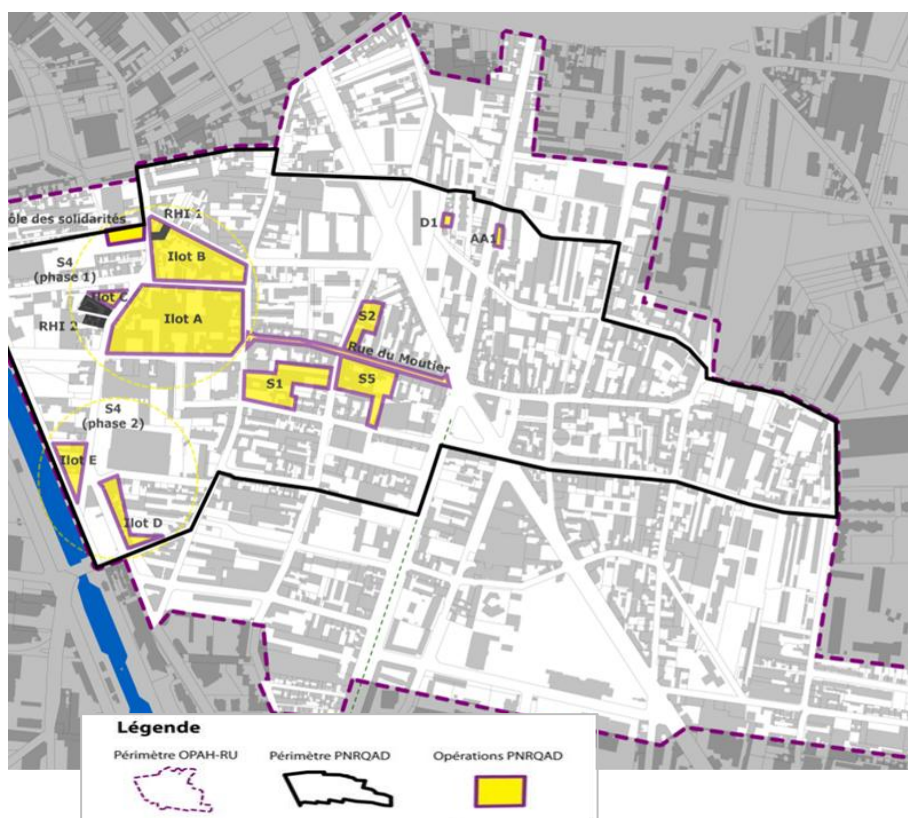 RHI 1
ôle des solidarités
D1
AA1
Ilot B
S4
(phase 1)
Ilot C
Ilot A
RHI 2
S2
Rue du Moutier
S1
S5
S4
(phase 2)
Ilot E
Ilot D
Légende
Périmètre OPAH-RU
Périmètre PNRQAD
Opérations PNRQAD